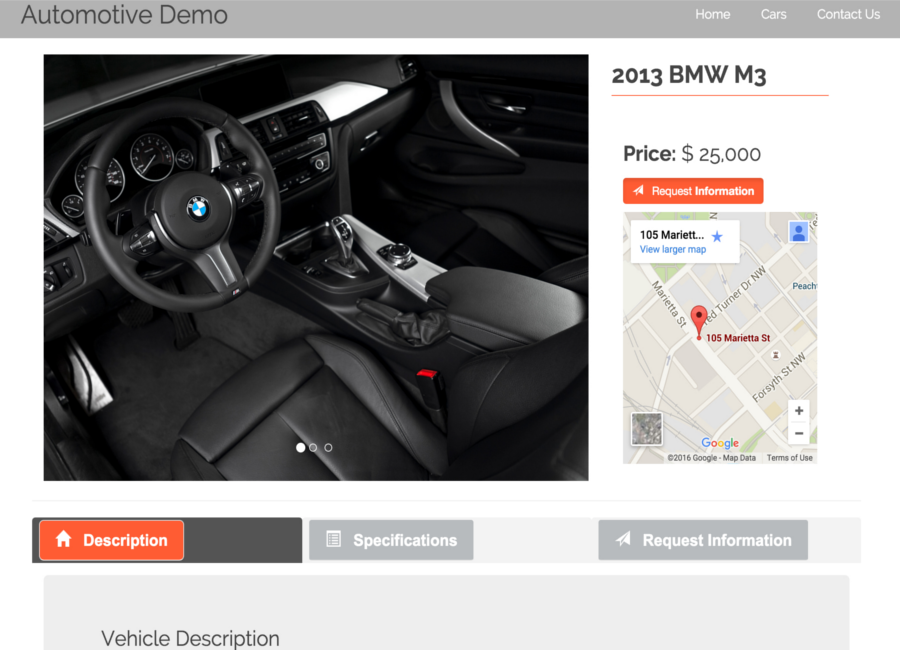 Automotive Demo
Home Cars Contact Us
2013 BMW M3
Price: $ 25,000
Request Information
105 Mariett...
View larger map
Marietta St
Ted Turner Dr NW
Peach
105 Marietta St
Forsyth St NW
+
−
Google
©2016 Google - Map Data Terms of Use
Description
Specifications
Request Information
Vehicle Description